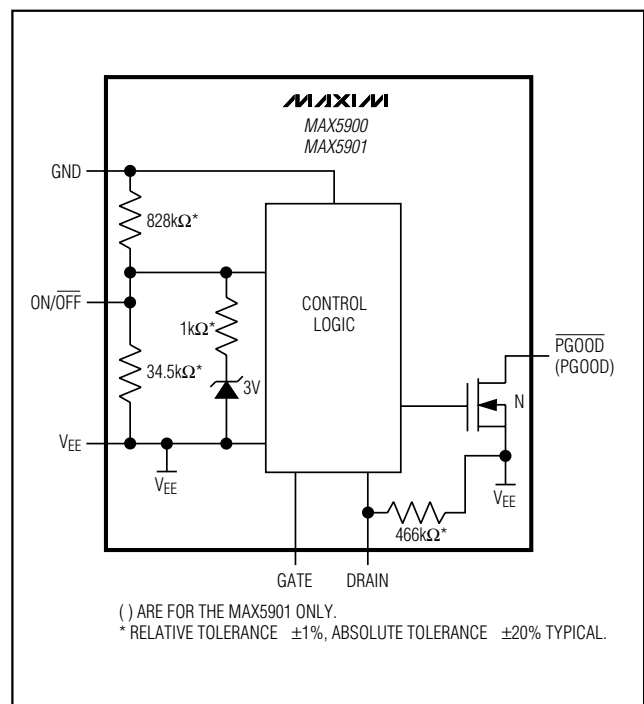 MAXIM
MAX5900
MAX5901
GND
828kΩ*
ON/OFF
1kΩ*
CONTROL
LOGIC
PGOOD
(PGOOD)
34.5kΩ*
3V
N
VEE
VEE
VEE
466kΩ*
GATE
DRAIN
( ) ARE FOR THE MAX5901 ONLY.
* RELATIVE TOLERANCE ±1%, ABSOLUTE TOLERANCE ±20% TYPICAL.